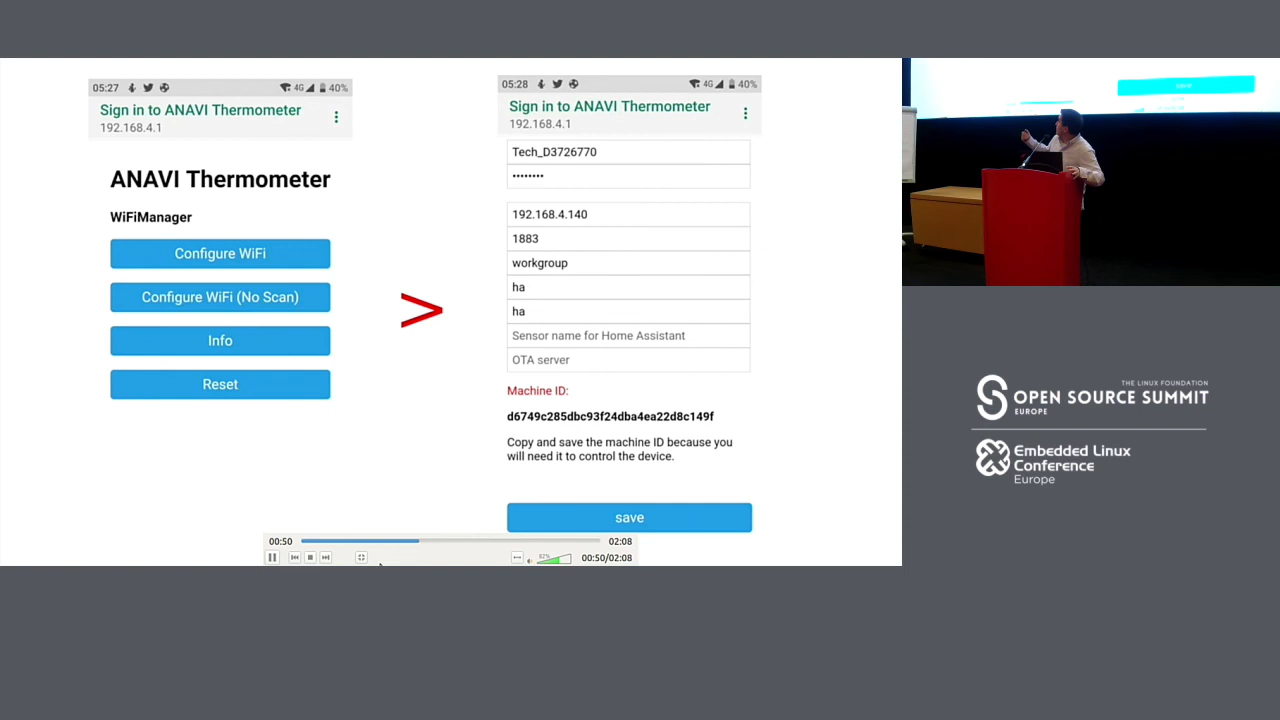 05:27
4G
40%
Sign in to ANAVI Thermometer
192.168.4.1
ANAVI Thermometer
WiFiManager
Configure WiFi
Configure WiFi (No Scan)
Info
Reset
>
05:28
4G
40%
Sign in to ANAVI Thermometer
192.168.4.1
Tech_D3726770
••••••••
192.168.4.140
1883
workgroup
ha
ha
Sensor name for Home Assistant
OTA server
Machine ID:
d6749c285dbc93f24dba4ea22d8c149f
Copy and save the machine ID because you
will need it to control the device.
save
00:50
02:08
82%
00:50/02:08
THE LINUX FOUNDATION
OPEN SOURCE SUMMIT
EUROPE
Embedded Linux
Conference
Europe